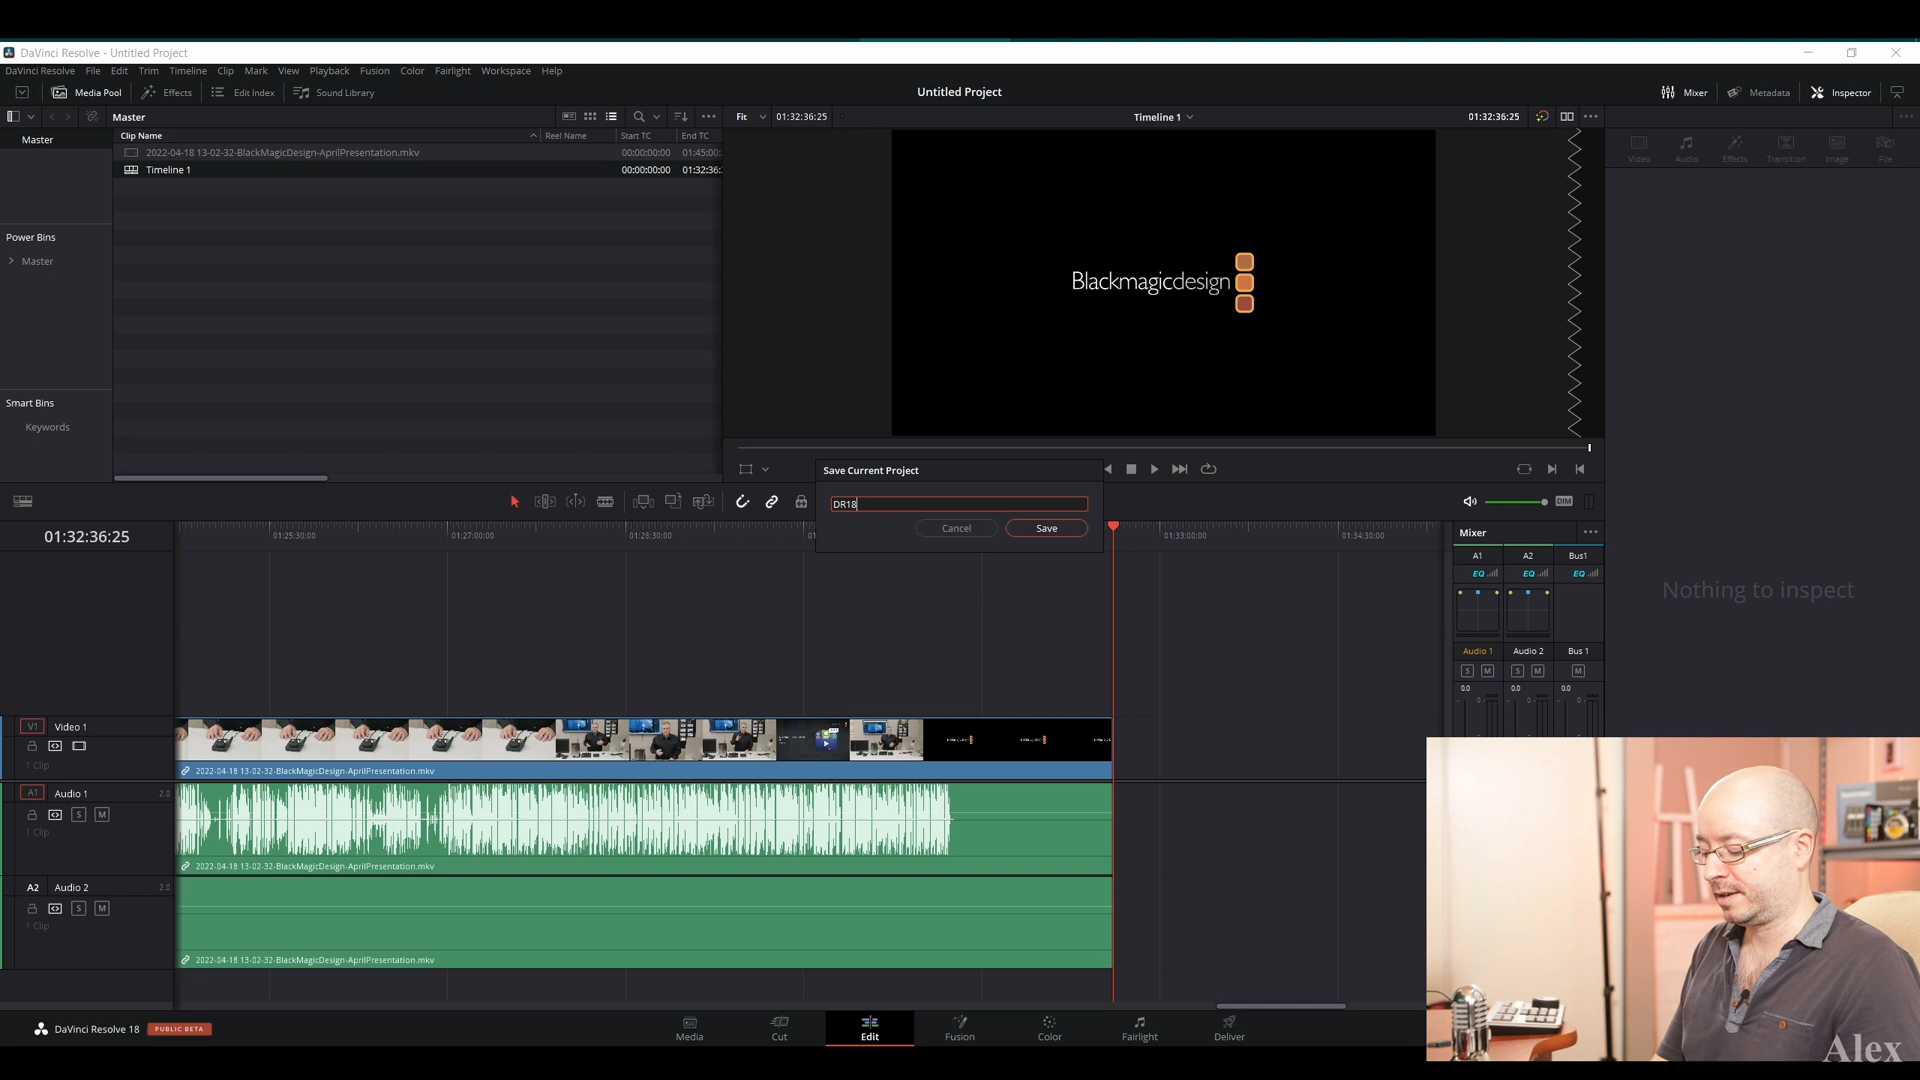 DaVinci Resolve - Untitled Project
DaVinci Resolve File Edit Trim Timeline Clip Mark View Playback Fusion Color Fairlight Workspace Help
Media Pool Effects Edit Index Sound Library Untitled Project Mixer Metadata Inspector
Master Fit 01:32:36:25 Timeline 1 01:32:36:25
Master Clip Name Reel Name Start TC End TC
2022-04-18 13-02-32-BlackMagicDesign-AprilPresentation.mkv 00:00:00:00 01:45:00:
Timeline 1 00:00:00:00 01:32:36:
Video Audio Effects Transition Image File
Power Bins
Master
Blackmagicdesign
Smart Bins
Keywords
Save Current Project
DR18
Cancel Save
DIM
01:32:36:25
01:25:30:00 01:27:00:00 01:28:30:00 01:33:00:00 01:34:30:00
Mixer
A1 A2 Bus1
EQ EQ EQ
Nothing to inspect
Audio 1 Audio 2 Bus 1
S M S M M
0.0 0.0 0.0
V1 Video 1
1 Clip
2022-04-18 13-02-32-BlackMagicDesign-AprilPresentation.mkv
A1 Audio 1 2.0
S M
1 Clip
2022-04-18 13-02-32-BlackMagicDesign-AprilPresentation.mkv
A2 Audio 2 2.0
S M
1 Clip
2022-04-18 13-02-32-BlackMagicDesign-AprilPresentation.mkv
DaVinci Resolve 18 PUBLIC BETA
Media Cut Edit Fusion Color Fairlight Deliver
Alex